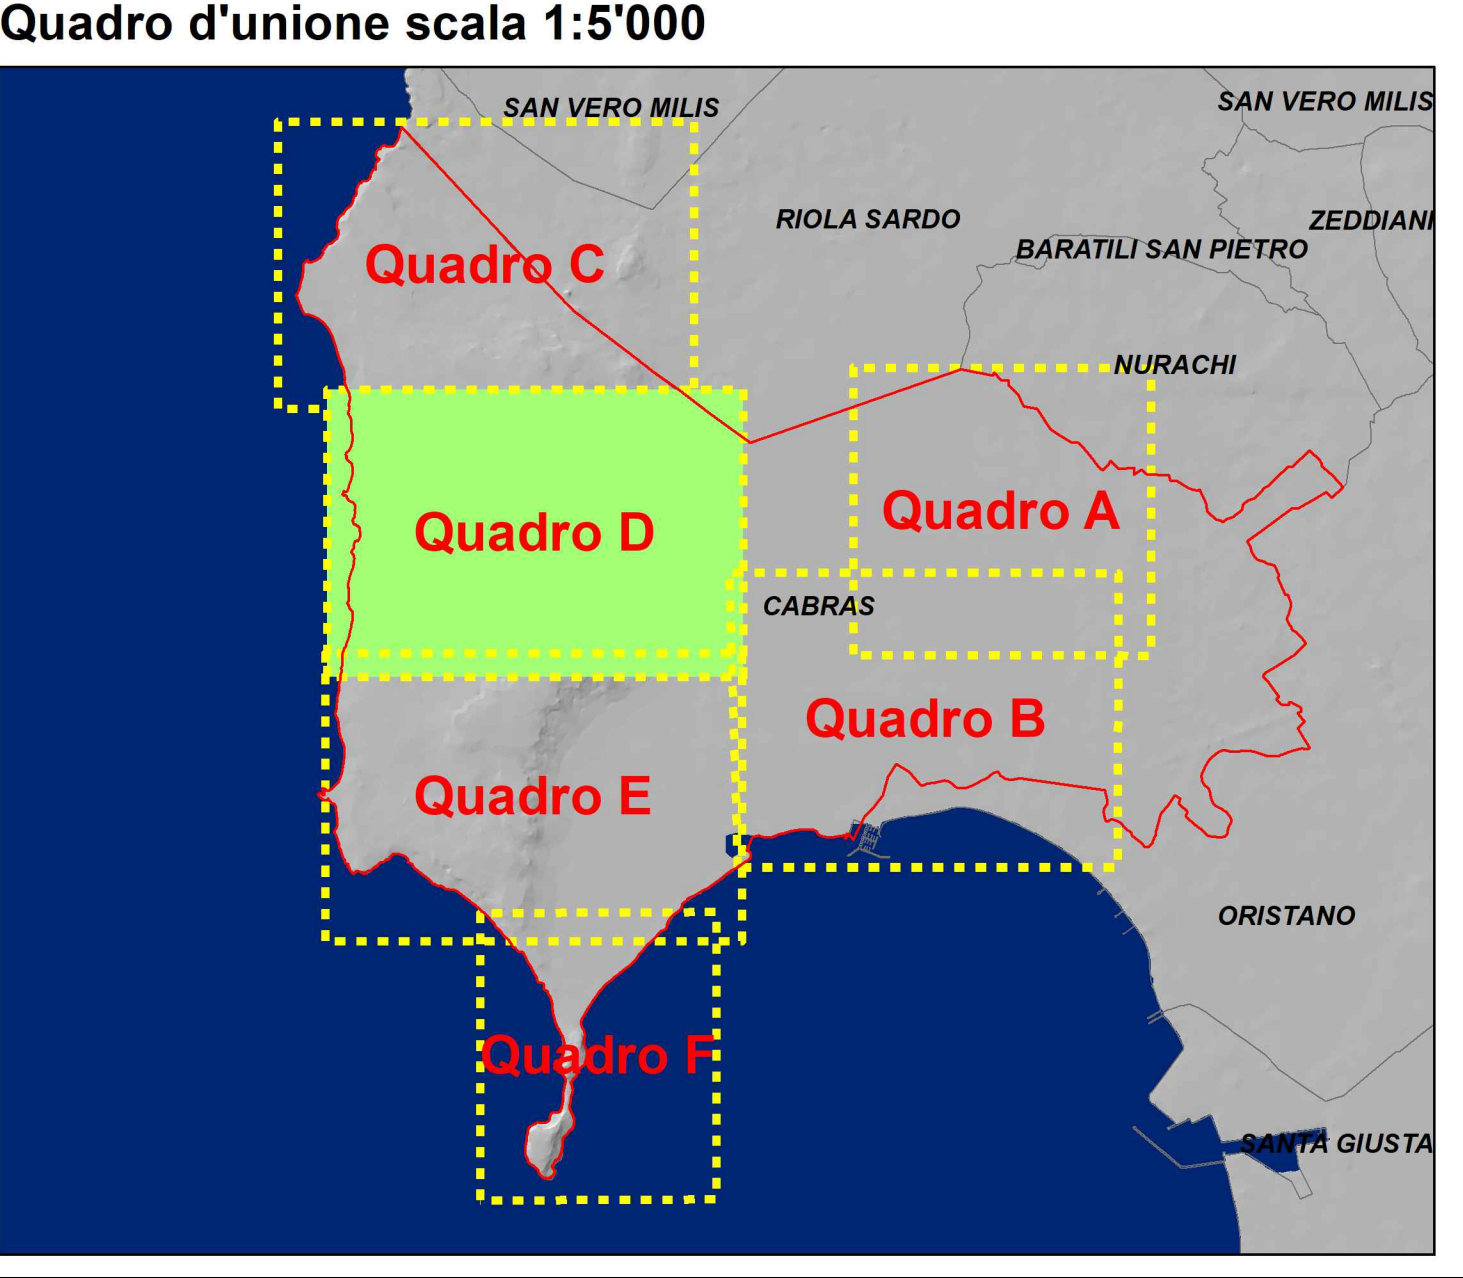 Quadro d'unione scala 1:5'000
SAN VERO MILIS
SAN VERO MILIS
RIOLA SARDO
ZEDDIANI
BARATILI SAN PIETRO
Quadro C
NURACHI
Quadro A
Quadro D
CABRAS
Quadro B
Quadro E
ORISTANO
Quadro F
SANTA GIUSTA